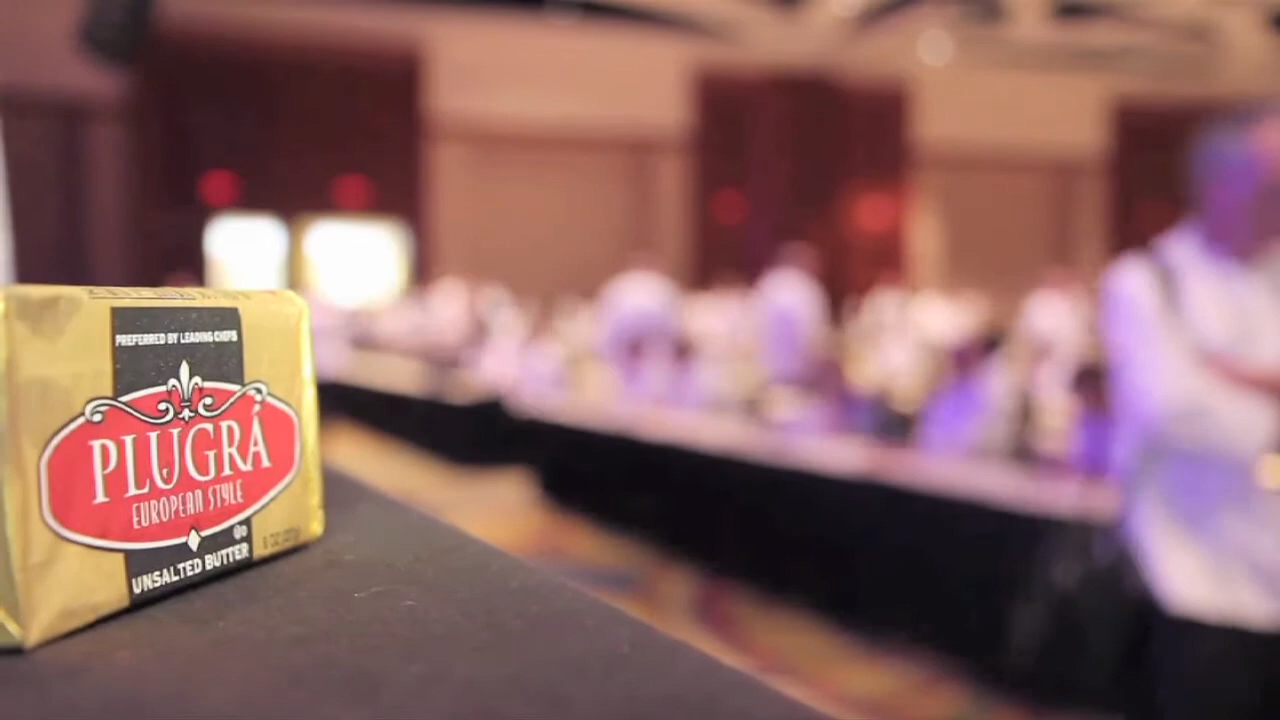 PREFERRED BY LEADING CHEFS
PLUGRÁ
EUROPEAN STYLE
UNSALTED BUTTER